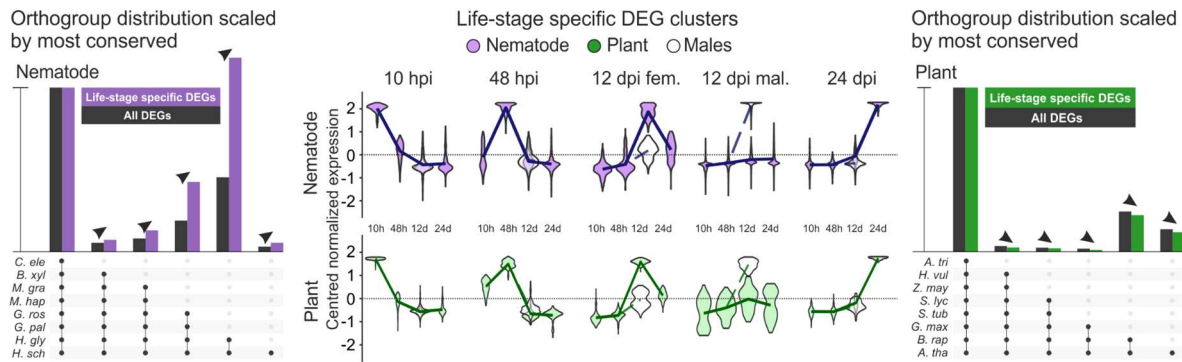 Orthogroup distribution scaled
by most conserved
Nematode
Life-stage specific DEGs
All DEGs
C. ele
B. xyl
M. gra
M. hap
G. ros
G. pal
H. gly
H. sch
Life-stage specific DEG clusters
Nematode Plant Males
10 hpi 48 hpi 12 dpi fem. 12 dpi mal. 24 dpi
Nematode
Plant
Centred normalized expression
2
1
0
-1
-2
10h 48h 12d 24d 10h 48h 12d 24d 10h 48h 12d 24d 10h 48h 12d 24d 10h 48h 12d 24d
2
1
0
-1
-2
Orthogroup distribution scaled
by most conserved
Plant
Life-stage specific DEGs
All DEGs
A. tri
H. vul
Z. may
S. lyc
S. tub
G. max
B. rap
A. tha